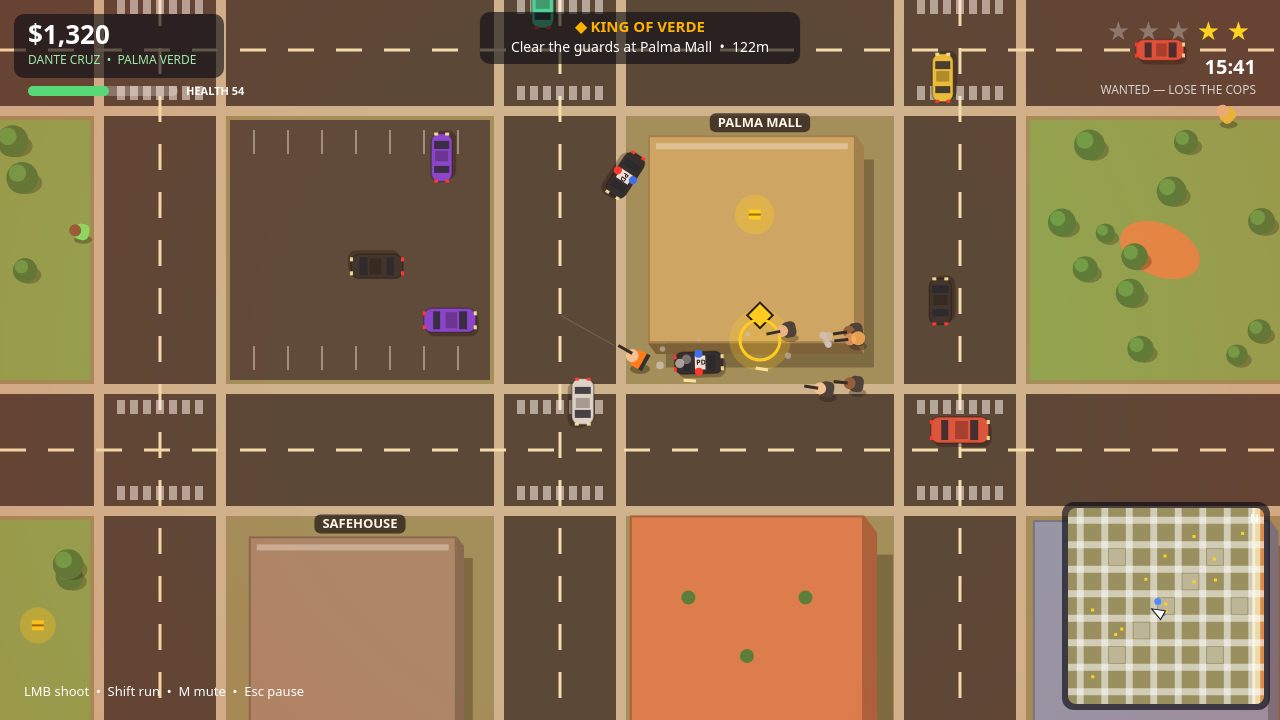 $1,320
DANTE CRUZ • PALMA VERDE
HEALTH 54
◆ KING OF VERDE
Clear the guards at Palma Mall • 122m
15:41
WANTED — LOSE THE COPS
PALMA MALL
PD
SAFEHOUSE
N
LMB shoot • Shift run • M mute • Esc pause